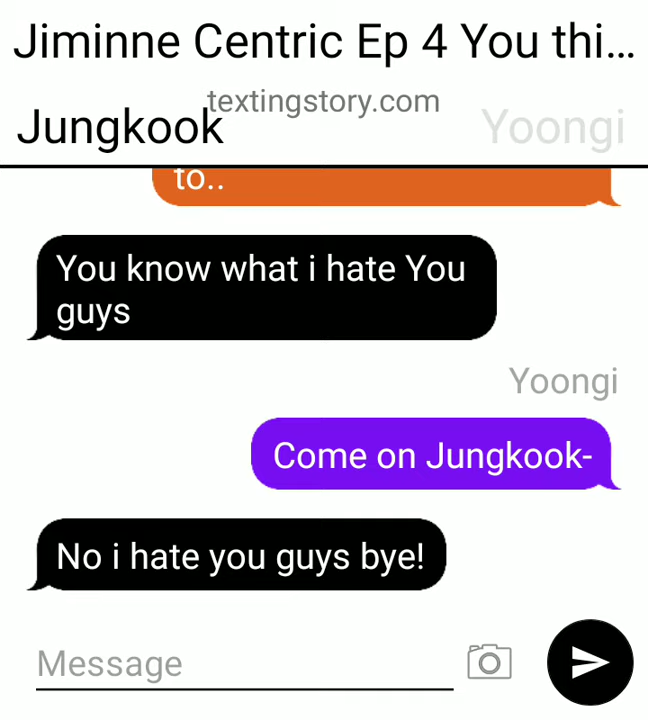 Jiminne Centric Ep 4 You thi...
textingstory.com
Jungkook
Yoongi
to..
You know what i hate You
guys
Yoongi
Come on Jungkook-
No i hate you guys bye!
Message